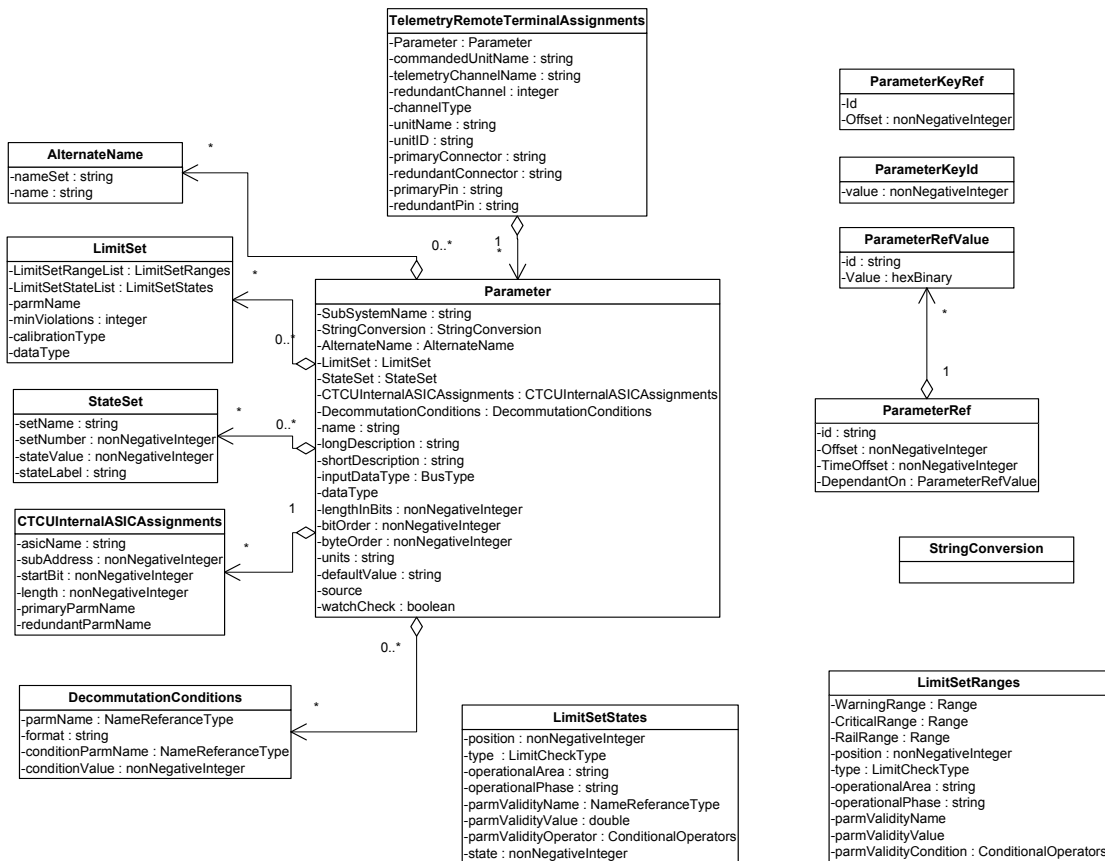 TelemetryRemoteTerminalAssignments
-Parameter : Parameter
-commandedUnitName : string
-telemetryChannelName : string
-redundantChannel : integer
-channelType
-unitName : string
-unitID : string
-primaryConnector : string
-redundantConnector : string
-primaryPin : string
-redundantPin : string
ParameterKeyRef
-Id
-Offset : nonNegativeInteger
AlternateName
-nameSet : string
-name : string
*
0..*
1
*
ParameterKeyId
-value : nonNegativeInteger
ParameterRefValue
-id : string
-Value : hexBinary
*
1
LimitSet
-LimitSetRangeList : LimitSetRanges
-LimitSetStateList : LimitSetStates
-parmName
-minViolations : integer
-calibrationType
-dataType
*
0..*
Parameter
-SubSystemName : string
-StringConversion : StringConversion
-AlternateName : AlternateName
-LimitSet : LimitSet
-StateSet : StateSet
-CTCUInternalASICAssignments : CTCUInternalASICAssignments
-DecommutationConditions : DecommutationConditions
-name : string
-longDescription : string
-shortDescription : string
-inputDataType : BusType
-dataType
-lengthInBits : nonNegativeInteger
-bitOrder : nonNegativeInteger
-byteOrder : nonNegativeInteger
-units : string
-defaultValue : string
-source
-watchCheck : boolean
StateSet
-setName : string
-setNumber : nonNegativeInteger
-stateValue : nonNegativeInteger
-stateLabel : string
*
0..*
ParameterRef
-id : string
-Offset : nonNegativeInteger
-TimeOffset : nonNegativeInteger
-DependantOn : ParameterRefValue
CTCUInternalASICAssignments
-asicName : string
-subAddress : nonNegativeInteger
-startBit : nonNegativeInteger
-length : nonNegativeInteger
-primaryParmName
-redundantParmName
*
1
StringConversion
DecommutationConditions
-parmName : NameReferanceType
-format : string
-conditionParmName : NameReferanceType
-conditionValue : nonNegativeInteger
*
0..*
LimitSetStates
-position : nonNegativeInteger
-type : LimitCheckType
-operationalArea : string
-operationalPhase : string
-parmValidityName : NameReferanceType
-parmValidityValue : double
-parmValidityOperator : ConditionalOperators
-state : nonNegativeInteger
LimitSetRanges
-WarningRange : Range
-CriticalRange : Range
-RailRange : Range
-position : nonNegativeInteger
-type : LimitCheckType
-operationalArea : string
-operationalPhase : string
-parmValidityName
-parmValidityValue
-parmValidityCondition : ConditionalOperators